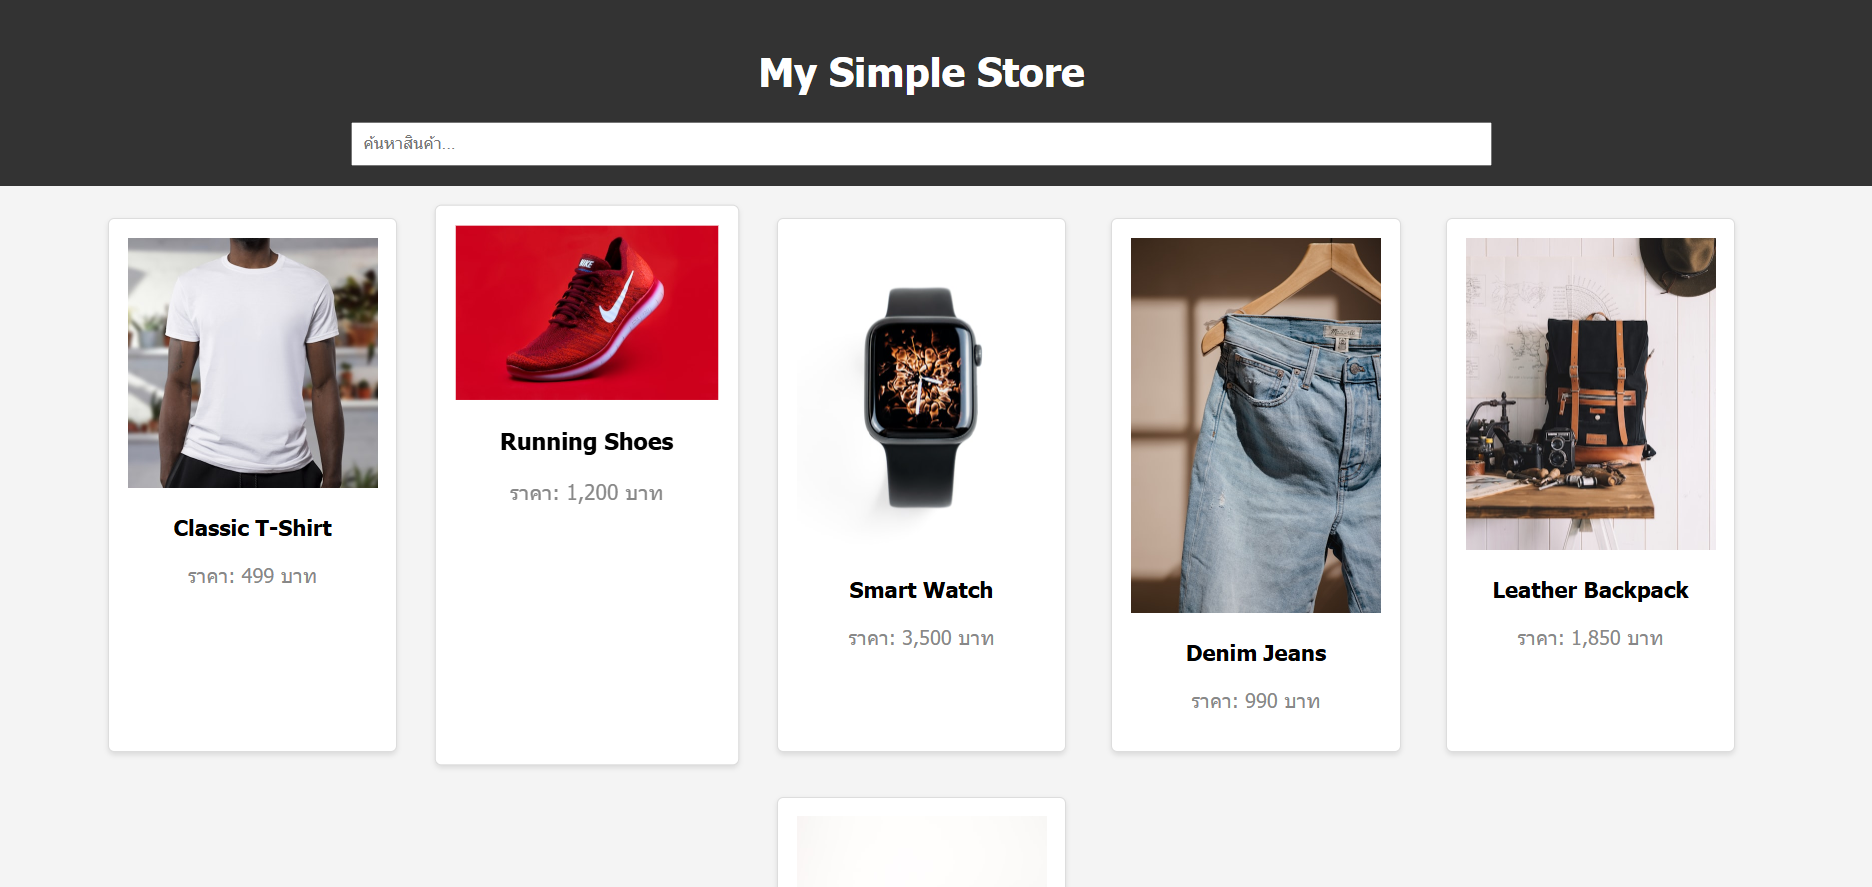 My Simple Store
ค้นหาสินค้า...
NIKE
Classic T-Shirt
ราคา: 499 บาท
Running Shoes
ราคา: 1,200 บาท
Smart Watch
ราคา: 3,500 บาท
Denim Jeans
ราคา: 990 บาท
Leather Backpack
ราคา: 1,850 บาท